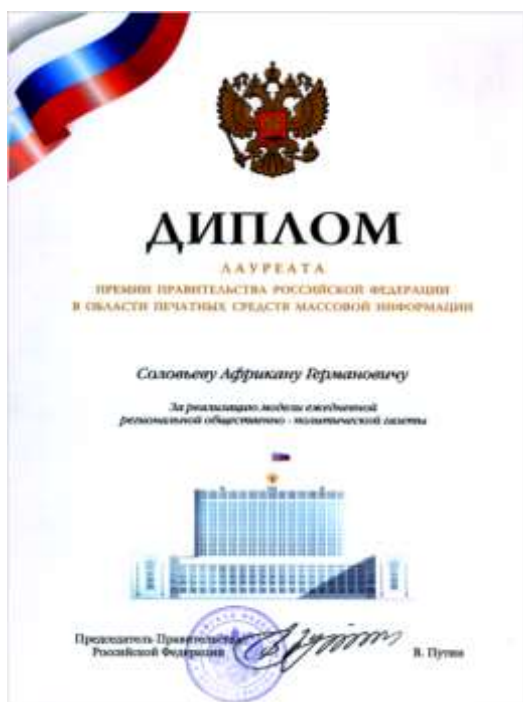 ДИПЛОМ
ЛАУРЕАТА
ПРЕМИИ ПРАВИТЕЛЬСТВА РОССИЙСКОЙ ФЕДЕРАЦИИ
В ОБЛАСТИ ПЕЧАТНЫХ СРЕДСТВ МАССОВОЙ ИНФОРМАЦИИ
Соловьеву Африкану Германовичу
За реализацию модели ежедневной
региональной общественно - политической газеты
Председатель Правительства
Российской Федерации
В. Путин